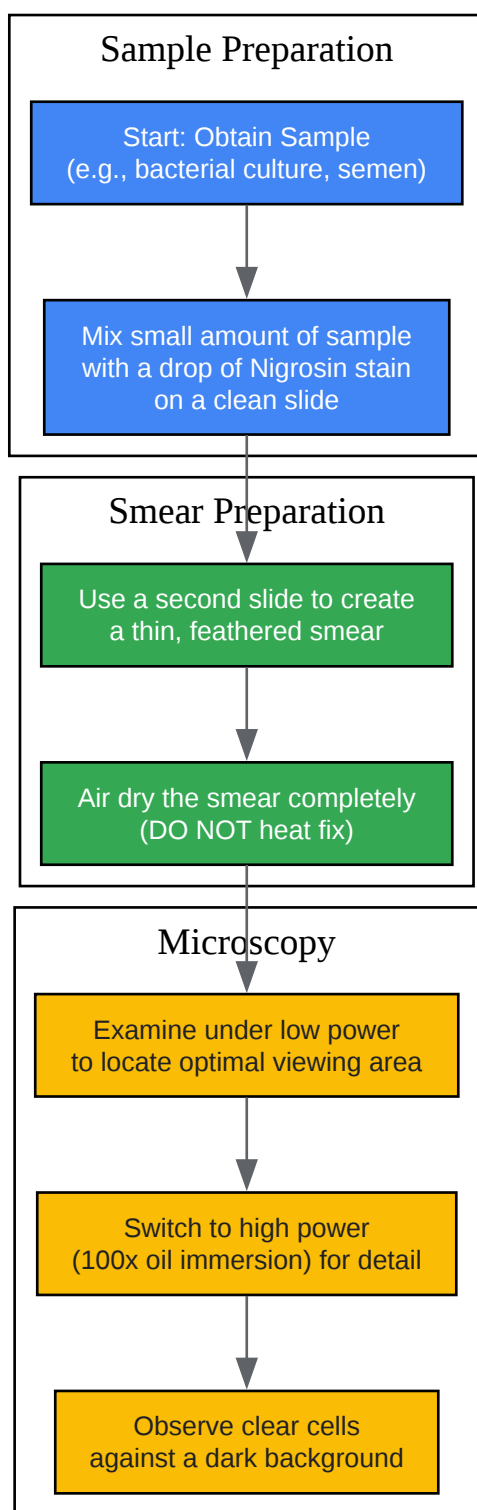 Sample Preparation
Start: Obtain Sample
(e.g., bacterial culture, semen)
Mix small amount of sample
with a drop of Nigrosin stain
on a clean slide
Smear Preparation
Use a second slide to create
a thin, feathered smear
Air dry the smear completely
(DO NOT heat fix)
Microscopy
Examine under low power
to locate optimal viewing area
Switch to high power
(100x oil immersion) for detail
Observe clear cells
against a dark background